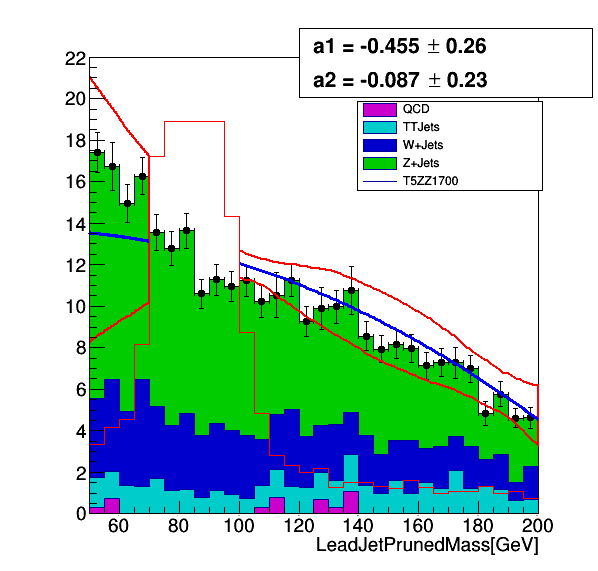 a1 = -0.455 ± 0.26
a2 = -0.087 ± 0.23
QCD
TTJets
W+Jets
Z+Jets
T5ZZ1700
22
20
18
16
14
12
10
8
6
4
2
0
60 80 100 120 140 160 180 200
LeadJetPrunedMass[GeV]